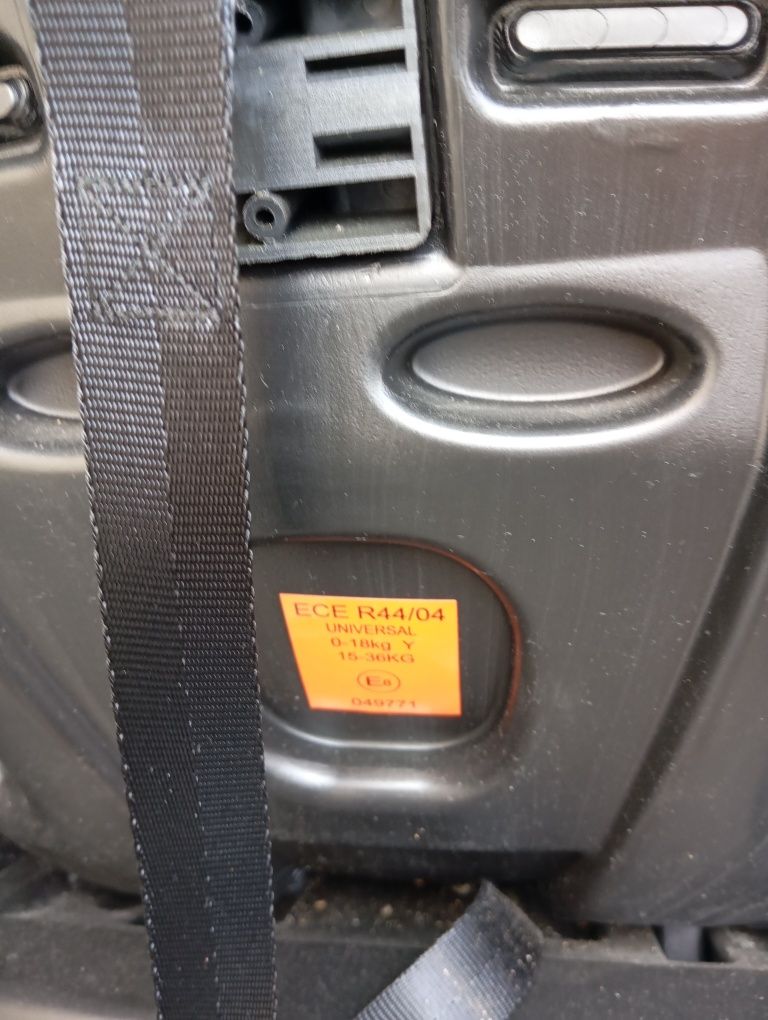 ECE R44/04
UNIVERSAL
0-18kg Y
15-36KG
E8
049771